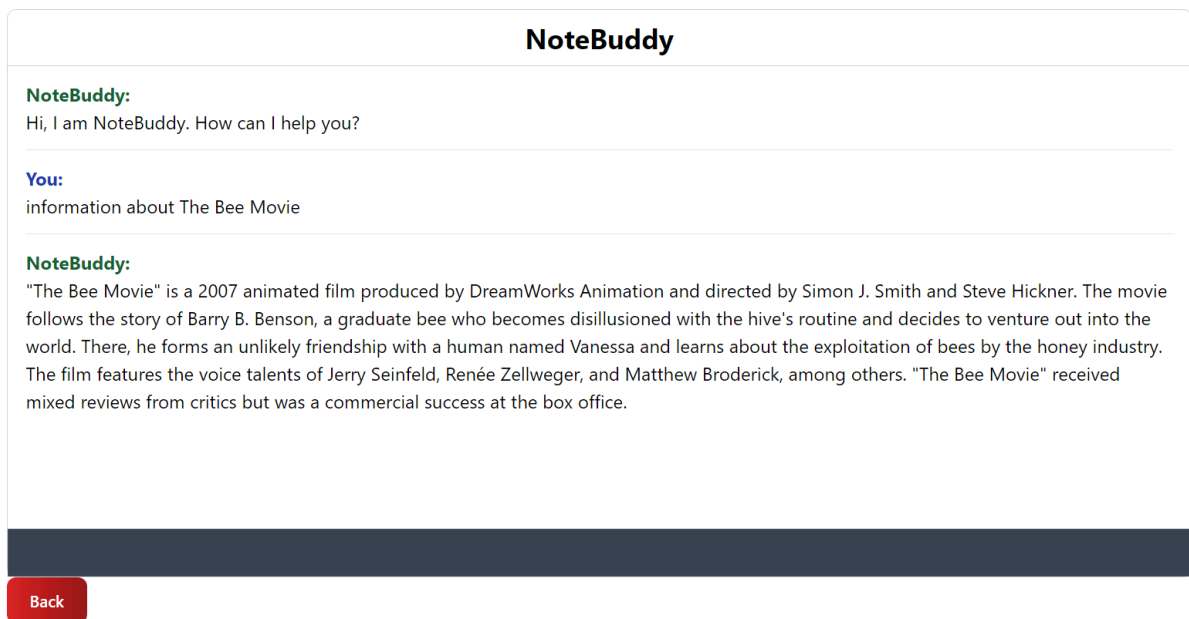 NoteBuddy
NoteBuddy:
Hi, I am NoteBuddy. How can I help you?
You:
information about The Bee Movie
NoteBuddy:
"The Bee Movie" is a 2007 animated film produced by DreamWorks Animation and directed by Simon J. Smith and Steve Hickner. The movie
follows the story of Barry B. Benson, a graduate bee who becomes disillusioned with the hive's routine and decides to venture out into the
world. There, he forms an unlikely friendship with a human named Vanessa and learns about the exploitation of bees by the honey industry.
The film features the voice talents of Jerry Seinfeld, Renée Zellweger, and Matthew Broderick, among others. "The Bee Movie" received
mixed reviews from critics but was a commercial success at the box office.
Back